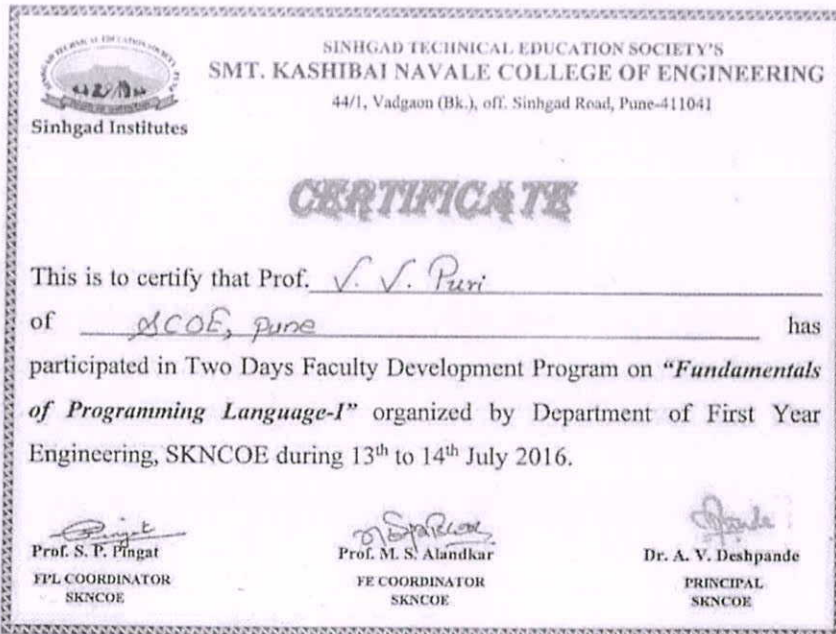 SINHGAD TECHNICAL EDUCATION SOCIETY'S
SMT. KASHIBAI NAVALE COLLEGE OF ENGINEERING
44/1, Vadgaon (Bk.), off. Sinhgad Road, Pune-411041
Sinhgad Institutes
CERTIFICATE
This is to certify that Prof. V. V. Puri
of SCOE, pune has
participated in Two Days Faculty Development Program on "Fundamentals
of Programming Language-I" organized by Department of First Year
Engineering, SKNCOE during 13th to 14th July 2016.
Prof. S. P. Pingat
FPL COORDINATOR
SKNCOE
Prof. M. S. Alandkar
FE COORDINATOR
SKNCOE
Dr. A. V. Deshpande
PRINCIPAL
SKNCOE